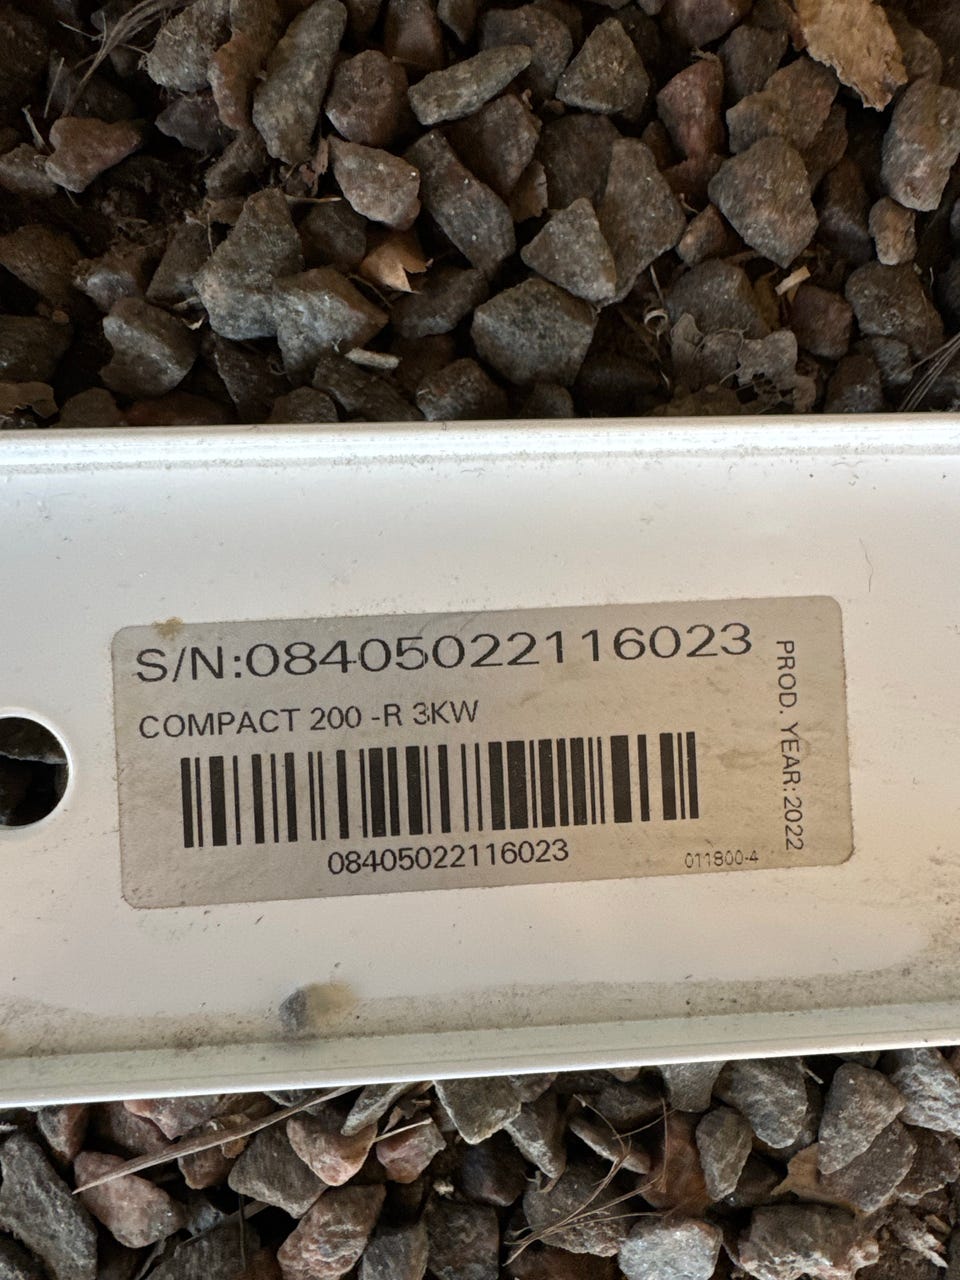 S/N:08405022116023
COMPACT 200 -R 3KW
08405022116023
011800-4
PROD. YEAR: 2022